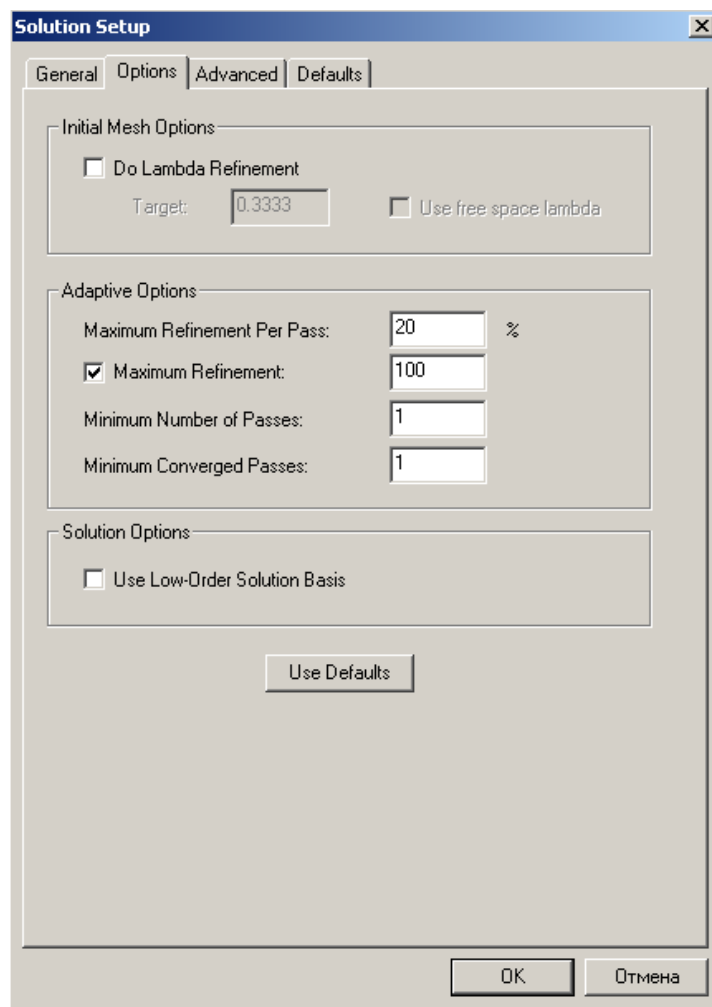 Solution Setup
General Options Advanced Defaults
Initial Mesh Options
Do Lambda Refinement
Target: 0.3333 Use free space lambda
Adaptive Options
Maximum Refinement Per Pass: 20 %
Maximum Refinement: 100
Minimum Number of Passes: 1
Minimum Converged Passes: 1
Solution Options
Use Low-Order Solution Basis
Use Defaults
OK Отмена